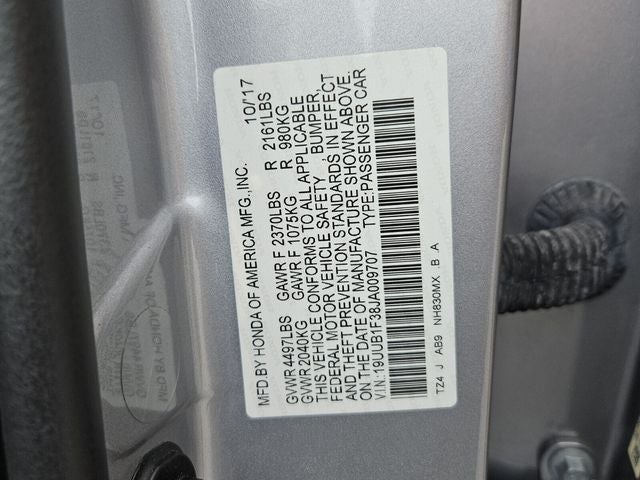 MFD BY HONDA OF AMERICA MFG.,INC. 10/17
GVWR 4497LBS GAWR F 2370LBS R 2161LBS
GVWR 2040KG GAWR F 1075KG R 980KG
THIS VEHICLE CONFORMS TO ALL APPLICABLE
FEDERAL MOTOR VEHICLE SAFETY , BUMPER,
AND THEFT PREVENTION STANDARDS IN EFFECT
ON THE DATE OF MANUFACTURE SHOWN ABOVE.
V.I.N.:19UUB1F38JA009707 TYPE:PASSENGER CAR
TZ4 J AB9 NH830MX .B .A